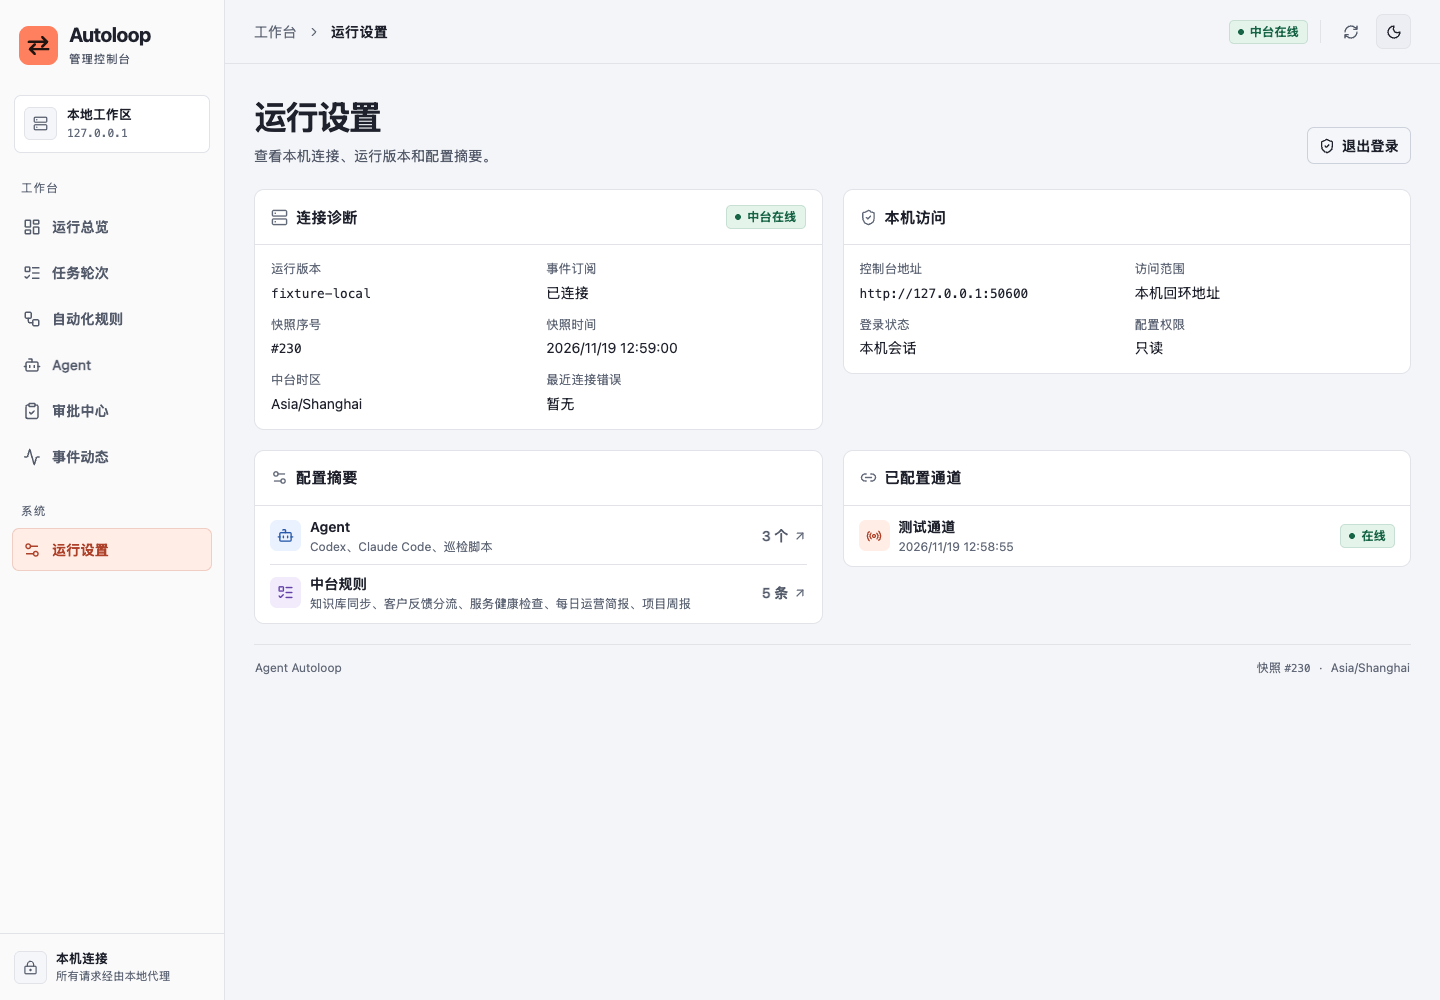 Autoloop
管理控制台
本地工作区
127.0.0.1
工作台
运行总览
任务轮次
自动化规则
Agent
审批中心
事件动态
系统
运行设置
本机连接
所有请求经由本地代理
工作台 > 运行设置
中台在线
运行设置
查看本机连接、运行版本和配置摘要。
退出登录
连接诊断
中台在线
运行版本
fixture-local
事件订阅
已连接
快照序号
#230
快照时间
2026/11/19 12:59:00
中台时区
Asia/Shanghai
最近连接错误
暂无
本机访问
控制台地址
http://127.0.0.1:50600
访问范围
本机回环地址
登录状态
本机会话
配置权限
只读
配置摘要
Agent
Codex、Claude Code、巡检脚本
3 个
中台规则
知识库同步、客户反馈分流、服务健康检查、每日运营简报、项目周报
5 条
已配置通道
测试通道
2026/11/19 12:58:55
在线
Agent Autoloop
快照 #230 · Asia/Shanghai